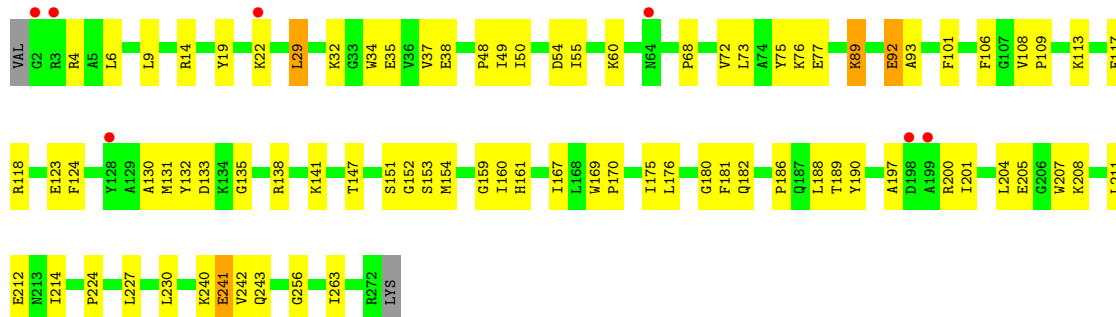 VAL G2 R3 R4 A5 L6 L9 R14 Y19 K22 L29 K32 G33 W34 E35 V36 V37 E38 P48 I49 I50 D54 I55 K60 N64 P68 V72 L73 A74 Y75 K76 E77 K89 E92 A93 F101 F106 G107 V108 P109 K113
R118 E123 F124 Y128 A129 A130 M131 Y132 D133 K134 G135 R138 K141 T147 S151 G152 S153 M154 G159 I160 H161 I167 L168 W169 P170 I175 L176 G180 F181 Q182 P186 Q187 L188 T189 Y190 A197 D198 A199 R200 I201 L204 E205 G206 W207 K208
E212 N213 I214 P224 L227 L230 K240 E241 V242 Q243 G256 I263 R272 LYS